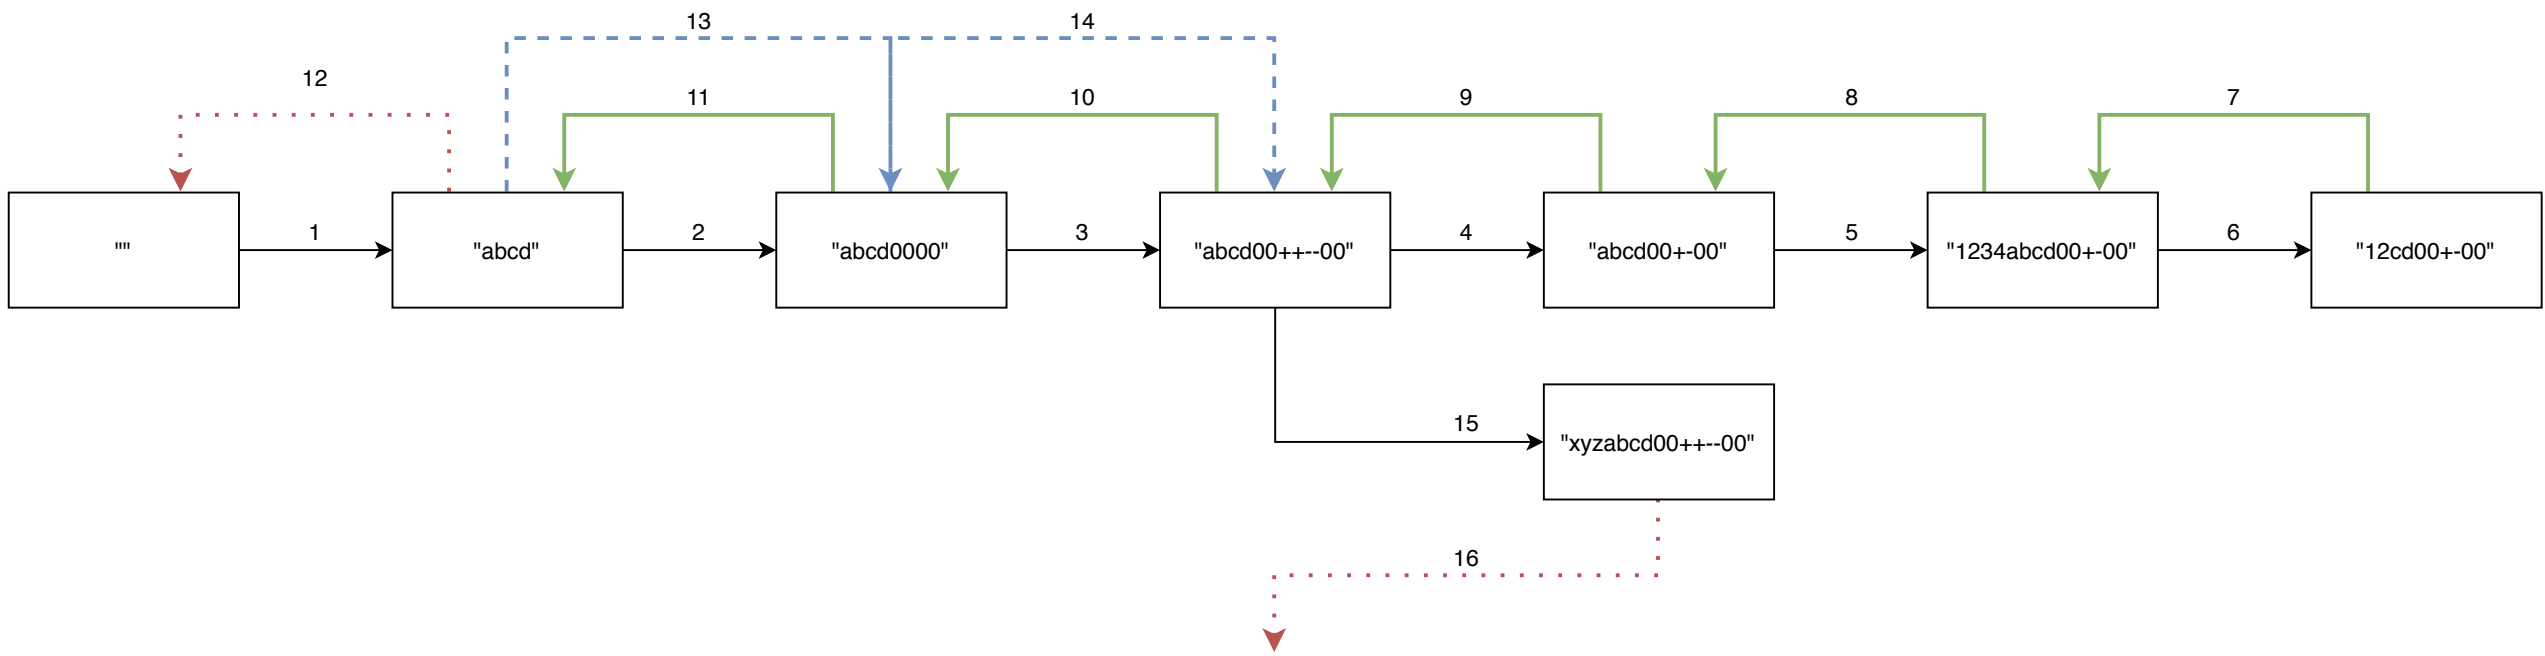 13
14
12
11
10
9
8
7
""
1
"abcd"
2
"abcd0000"
3
"abcd00++--00"
4
"abcd00+-00"
5
"1234abcd00+-00"
6
"12cd00+-00"
15
"xyzabcd00++--00"
16